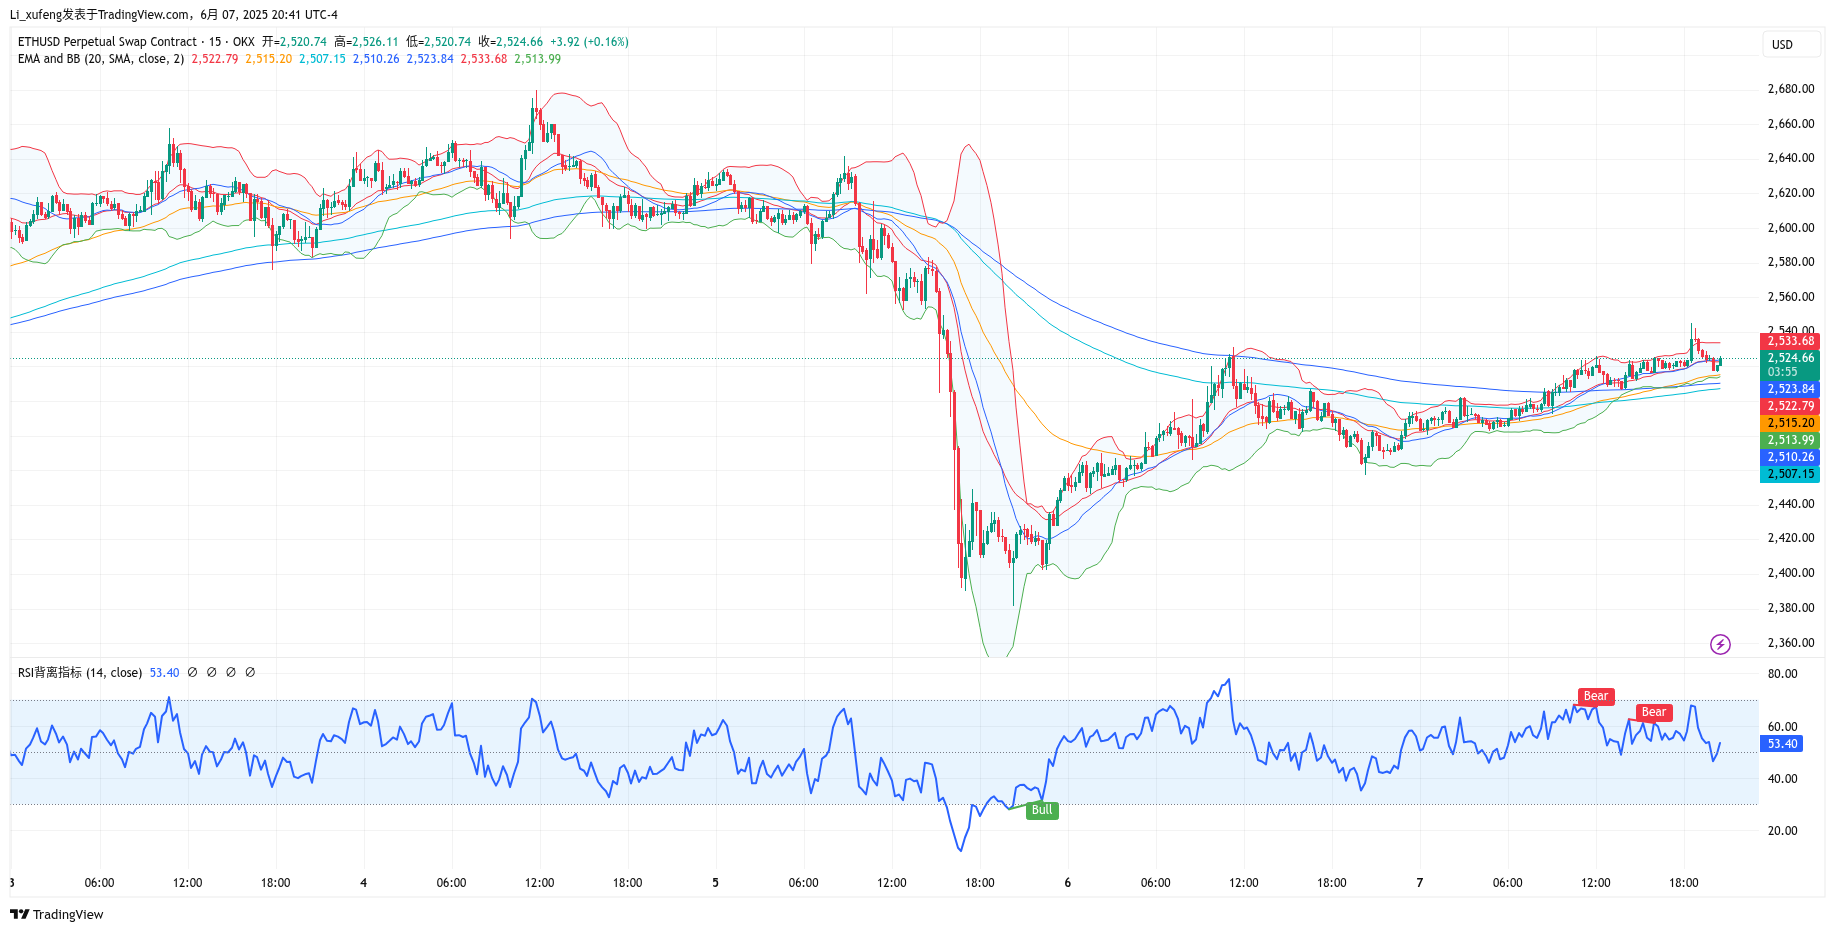 Li_xufeng发表于TradingView.com，6月 07, 2025 20:41 UTC-4
ETHUSD Perpetual Swap Contract · 15 · OKX 开=2,520.74 高=2,526.11 低=2,520.74 收=2,524.66 +3.92 (+0.16%)
EMA and BB (20, SMA, close, 2) 2,522.79 2,515.20 2,507.15 2,510.26 2,523.84 2,533.68 2,513.99
USD
2,680.00
2,660.00
2,640.00
2,620.00
2,600.00
2,580.00
2,560.00
2,540.00
2,533.68
2,524.66
03:55
2,523.84
2,522.79
2,515.20
2,513.99
2,510.26
2,507.15
2,440.00
2,420.00
2,400.00
2,380.00
2,360.00
RSI背离指标 (14, close) 53.40 ∅ ∅ ∅ ∅
80.00
Bear
Bear
60.00
53.40
40.00
Bull
20.00
3 06:00 12:00 18:00 4 06:00 12:00 18:00 5 06:00 12:00 18:00 6 06:00 12:00 18:00 7 06:00 12:00 18:00
TradingView